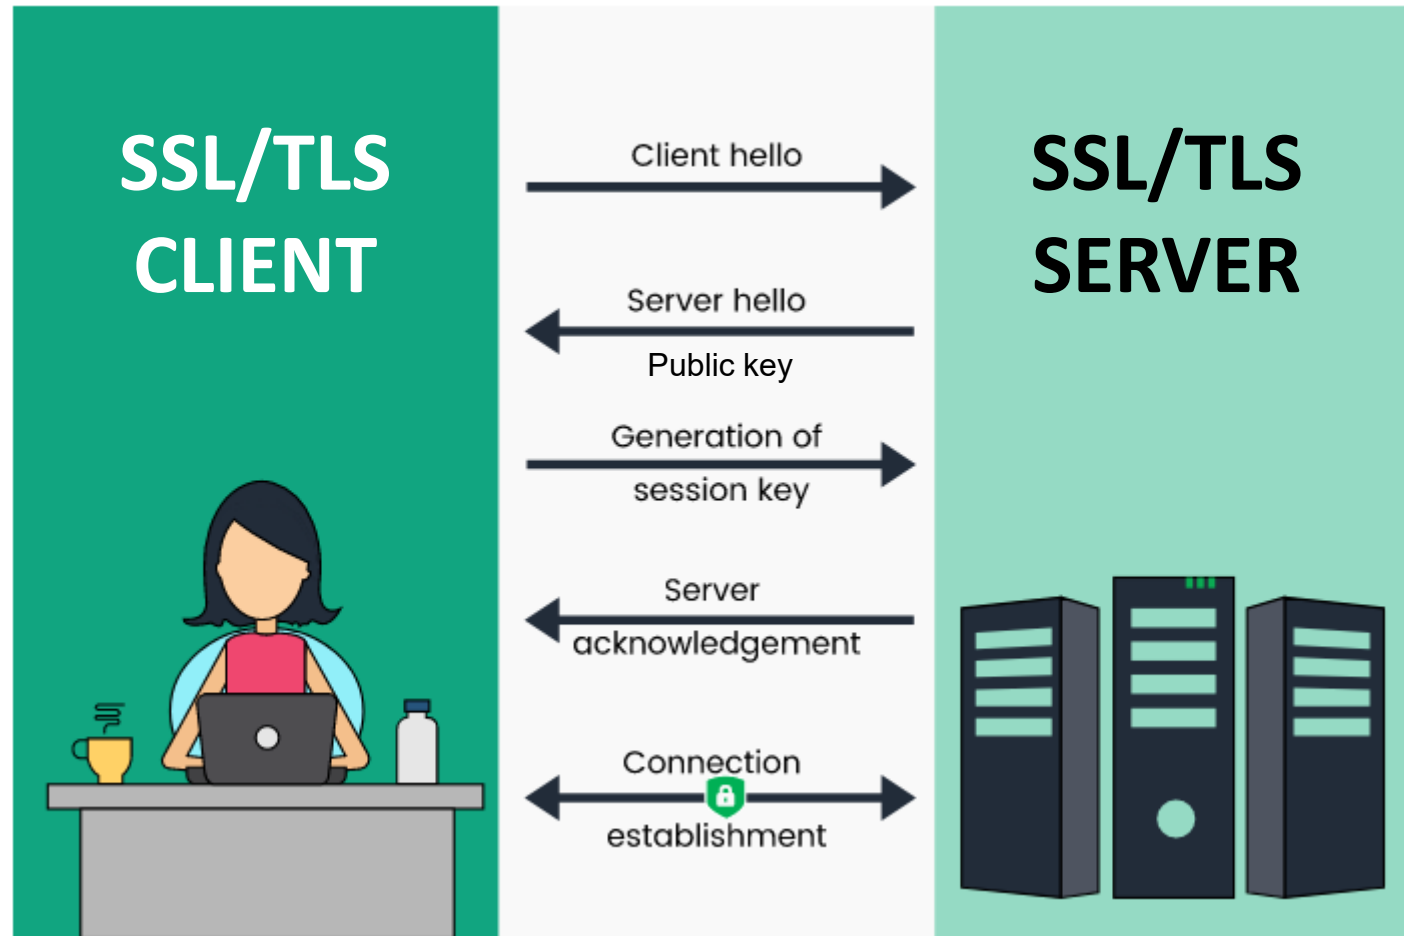 SSL/TLS
CLIENT
Client hello
Server hello
Public key
Generation of
session key
Server
acknowledgement
Connection
establishment
SSL/TLS
SERVER